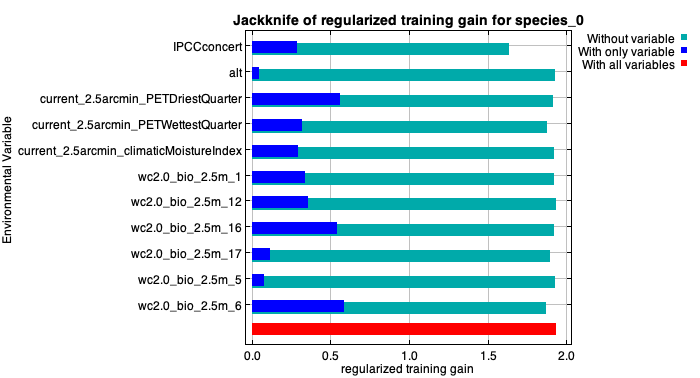 Jackknife of regularized training gain for species_0
Without variable
With only variable
With all variables
Environmental Variable
IPCCconcert
alt
current_2.5arcmin_PETDriestQuarter
current_2.5arcmin_PETWettestQuarter
current_2.5arcmin_climaticMoistureIndex
wc2.0_bio_2.5m_1
wc2.0_bio_2.5m_12
wc2.0_bio_2.5m_16
wc2.0_bio_2.5m_17
wc2.0_bio_2.5m_5
wc2.0_bio_2.5m_6
0.0 0.5 1.0 1.5 2.0
regularized training gain